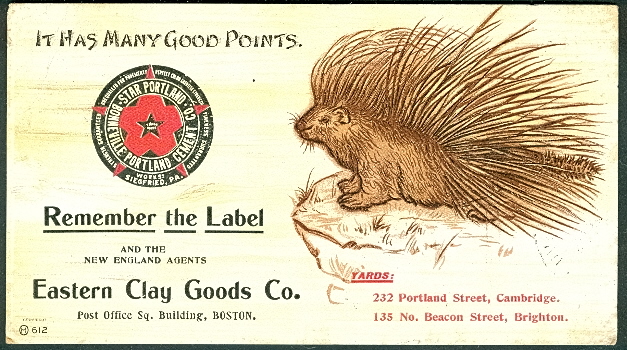 IT HAS MANY GOOD POINTS.
BONNEVILLE PORTLAND CEMENT CO.
STAR PORTLAND
WORKS:
SIEGFRIED, PA.
Remember the Label
AND THE
NEW ENGLAND AGENTS
Eastern Clay Goods Co.
Post Office Sq. Building, BOSTON.
YARDS:
232 Portland Street, Cambridge.
135 No. Beacon Street, Brighton.
H 612